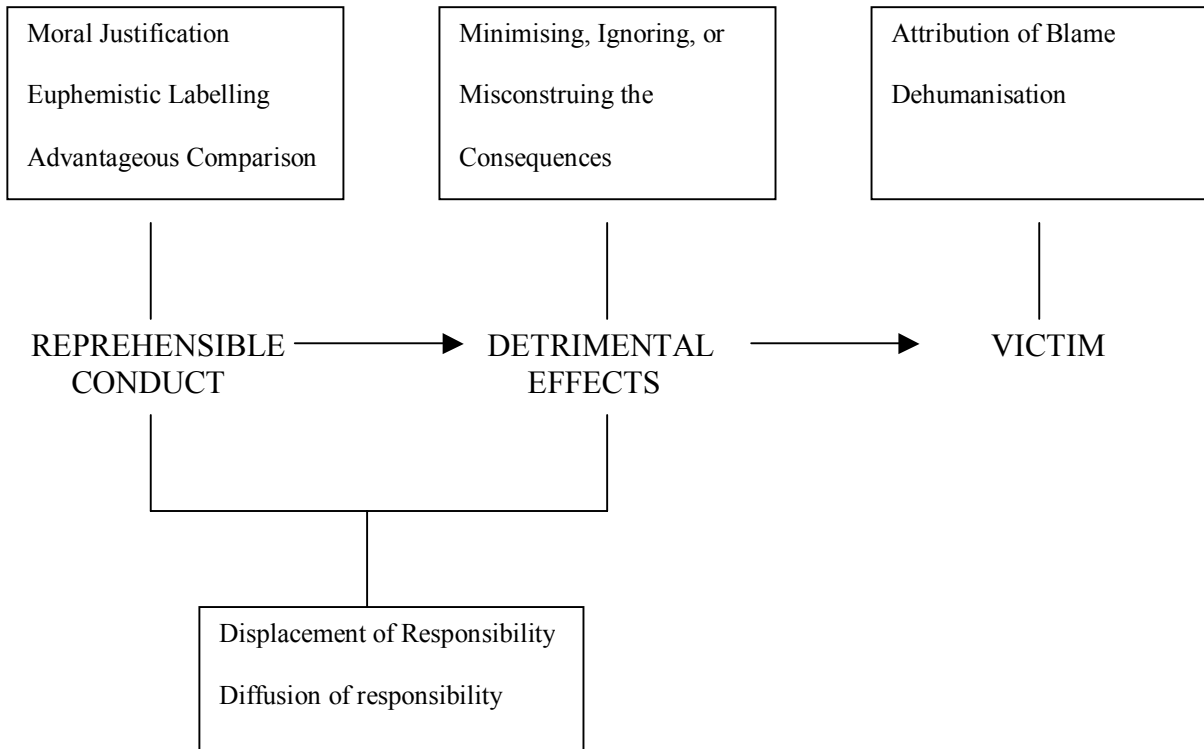 Moral Justification
Euphemistic Labelling
Advantageous Comparison
Minimising, Ignoring, or
Misconstruing the
Consequences
Attribution of Blame
Dehumanisation
REPREHENSIBLE
CONDUCT
DETRIMENTAL
EFFECTS
VICTIM
Displacement of Responsibility
Diffusion of responsibility